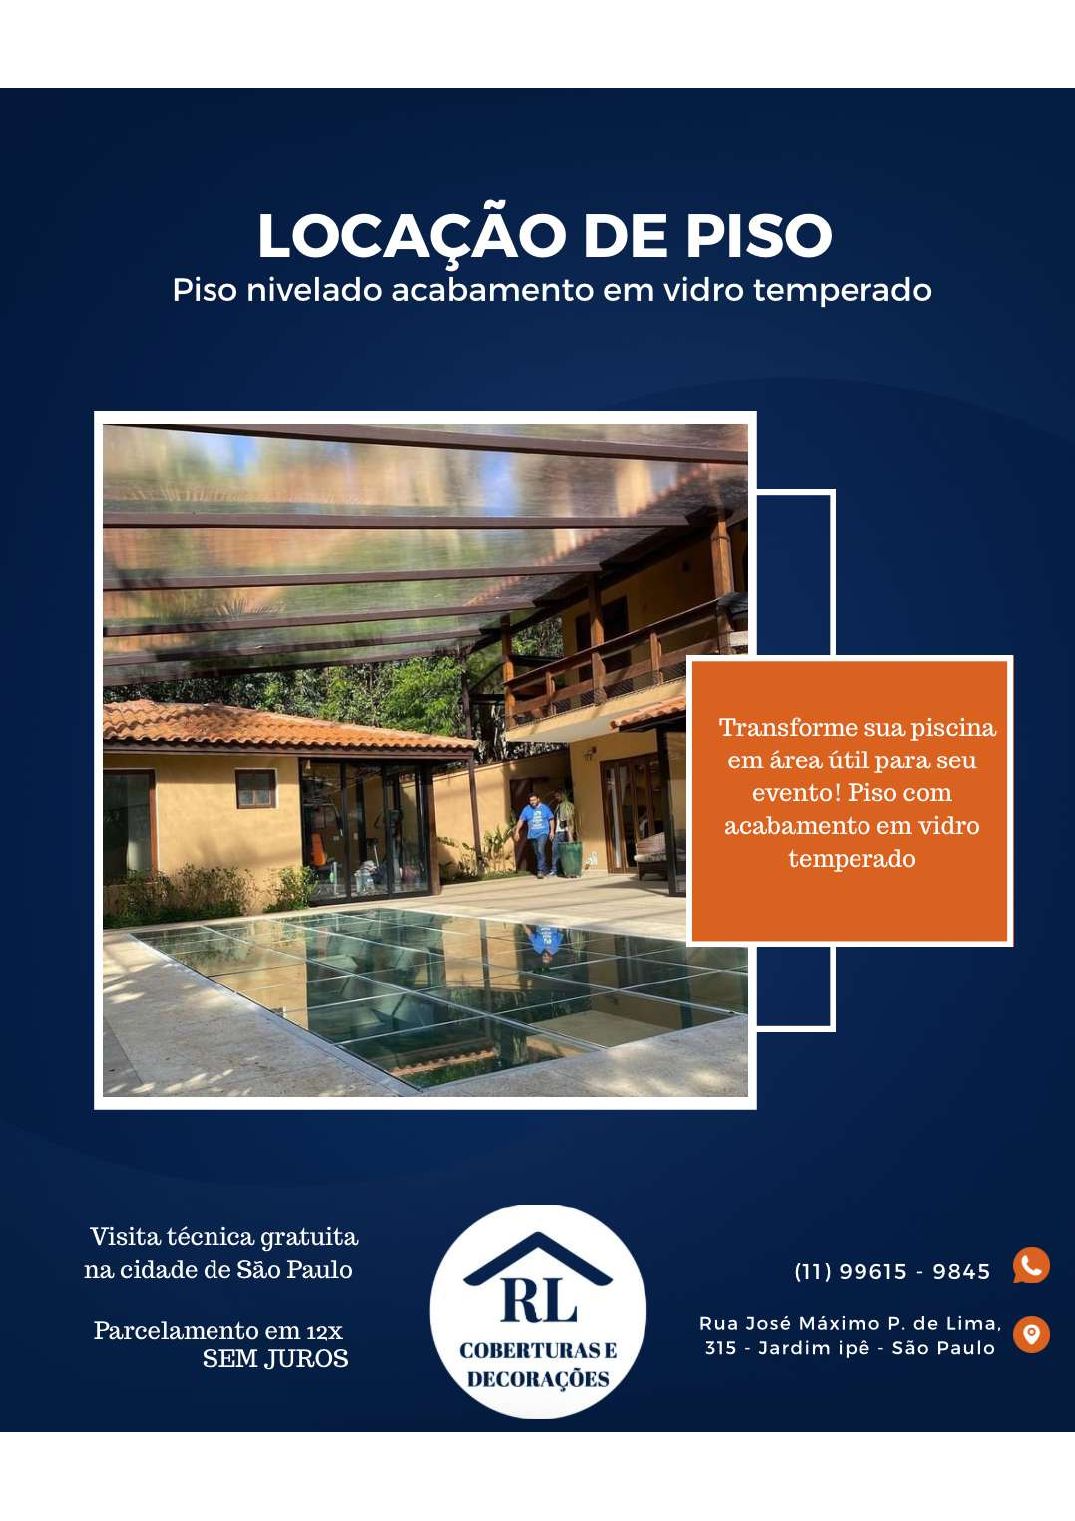 LOCAÇÃO DE PISO
Piso nivelado acabamento em vidro temperado
Transforme sua piscina
em área útil para seu
evento! Piso com
acabamento em vidro
temperado
Visita técnica gratuita
na cidade de São Paulo
Parcelamento em 12x
SEM JUROS
RL
COBERTURAS E
DECORAÇÕES
(11) 99615 - 9845
Rua José Máximo P. de Lima,
315 - Jardim ipê - São Paulo